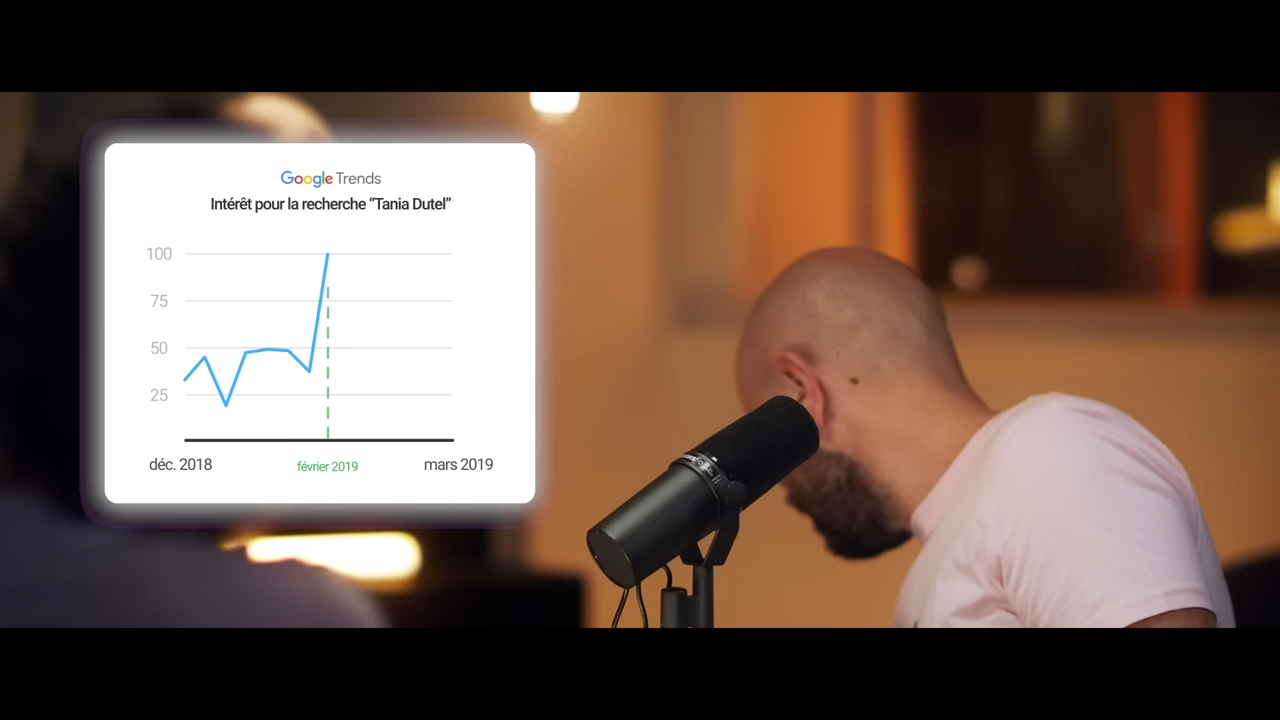 Google Trends
Intérêt pour la recherche “Tania Dutel”
100
75
50
25
déc. 2018
février 2019
mars 2019